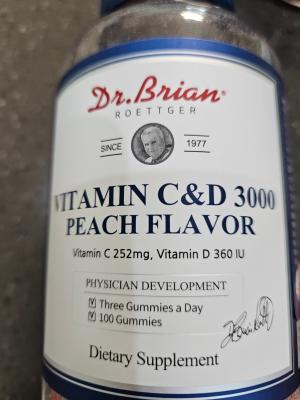 Dr.Brian®
ROETTGER
SINCE 1977
VITAMIN C&D 3000
PEACH FLAVOR
Vitamin C 252mg, Vitamin D 360 IU
PHYSICIAN DEVELOPMENT
Three Gummies a Day
100 Gummies
Dietary Supplement